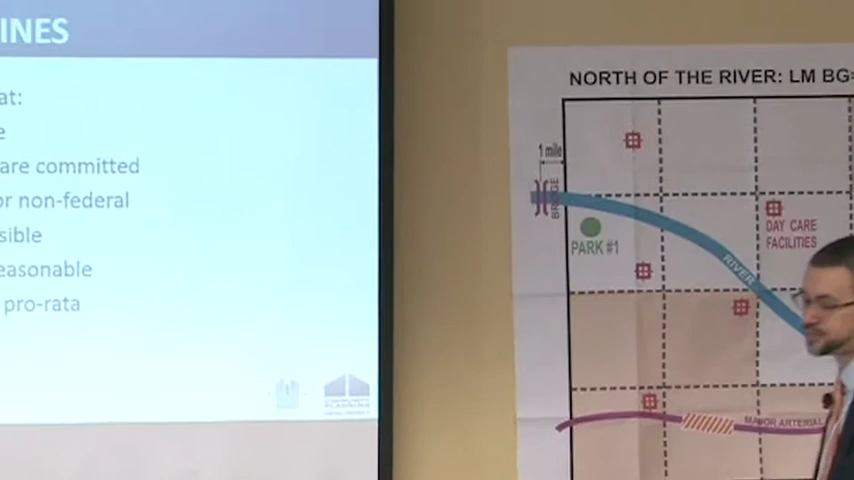 INES
at:
e
are committed
or non-federal
sible
easonable
pro-rata
NORTH OF THE RIVER: LM BG=
1 mile
BRIDGE
PARK #1
DAY CARE
FACILITIES
RIVER
MAJOR ARTERIAL